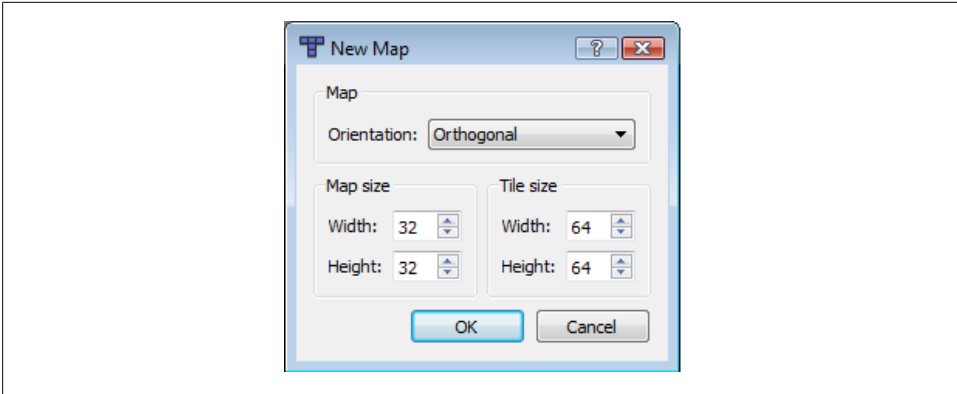 New Map
Map
Orientation: Orthogonal
Map size
Width: 32
Height: 32
Tile size
Width: 64
Height: 64
OK
Cancel